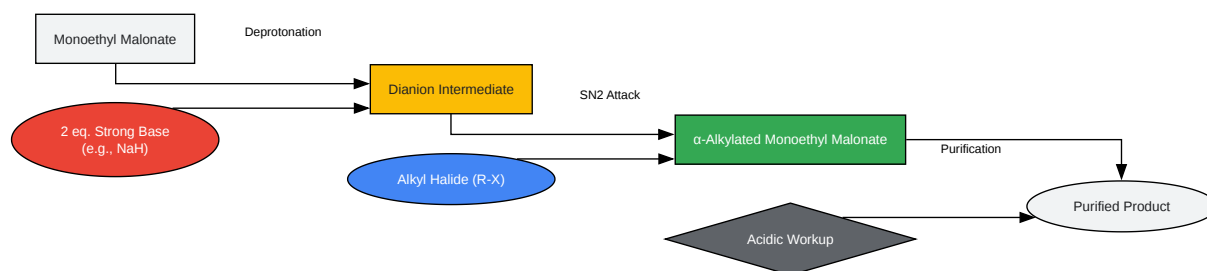 Monoethyl Malonate
Deprotonation
2 eq. Strong Base
(e.g., NaH)
Dianion Intermediate
SN2 Attack
Alkyl Halide (R-X)
α-Alkylated Monoethyl Malonate
Purification
Acidic Workup
Purified Product